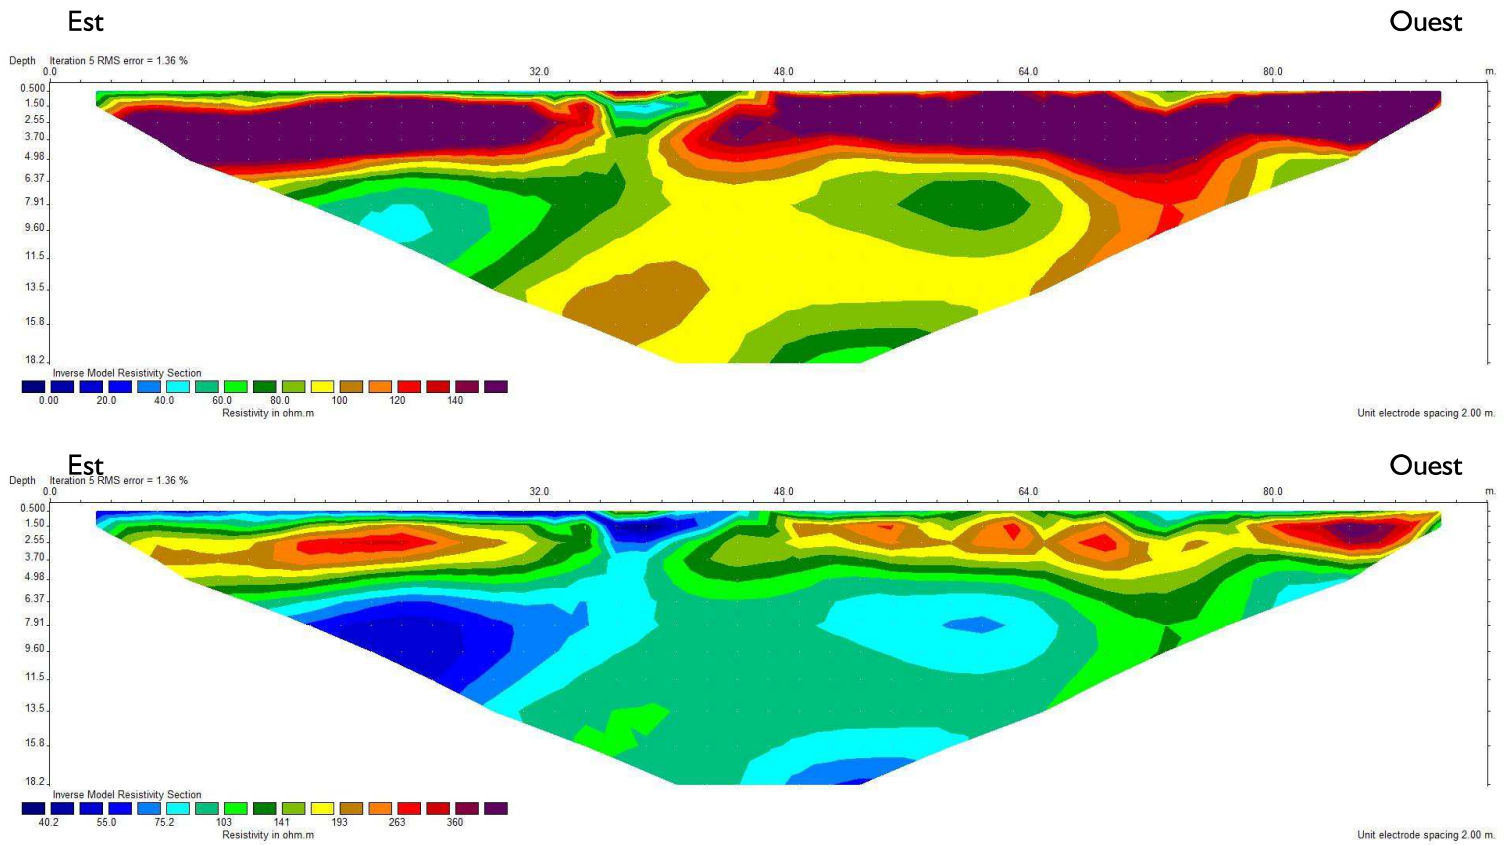 Est Ouest
Depth Iteration 5 RMS error = 1.36 %
0.0 32.0 48.0 64.0 80.0 m.
0.500
1.50
2.55
3.70
4.98
6.37
7.91
9.60
11.5
13.5
15.8
18.2
Inverse Model Resistivity Section
0.00 20.0 40.0 60.0 80.0 100 120 140
Resistivity in ohm.m
Unit electrode spacing 2.00 m.
Est Ouest
Depth Iteration 5 RMS error = 1.36 %
0.0 32.0 48.0 64.0 80.0 m.
0.500
1.50
2.55
3.70
4.98
6.37
7.91
9.60
11.5
13.5
15.8
18.2
Inverse Model Resistivity Section
40.2 55.0 75.2 103 141 193 263 360
Resistivity in ohm.m
Unit electrode spacing 2.00 m.